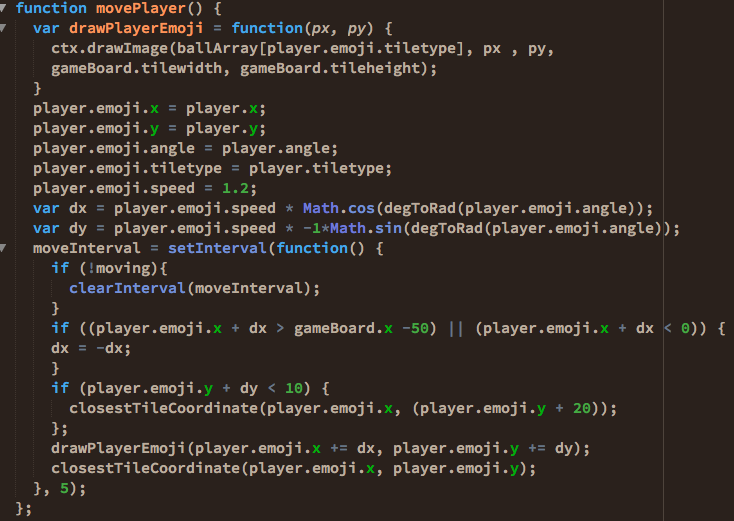 function movePlayer() {
var drawPlayerEmoji = function(px, py) {
ctx.drawImage(ballArray[player.emoji.tiletype], px , py,
gameBoard.tilewidth, gameBoard.tileheight);
}
player.emoji.x = player.x;
player.emoji.y = player.y;
player.emoji.angle = player.angle;
player.emoji.tiletype = player.tiletype;
player.emoji.speed = 1.2;
var dx = player.emoji.speed * Math.cos(degToRad(player.emoji.angle));
var dy = player.emoji.speed * -1*Math.sin(degToRad(player.emoji.angle));
moveInterval = setInterval(function() {
if (!moving){
clearInterval(moveInterval);
}
if ((player.emoji.x + dx > gameBoard.x -50) || (player.emoji.x + dx < 0)) {
dx = -dx;
}
if (player.emoji.y + dy < 10) {
closestTileCoordinate(player.emoji.x, (player.emoji.y + 20));
};
drawPlayerEmoji(player.emoji.x += dx, player.emoji.y += dy);
closestTileCoordinate(player.emoji.x, player.emoji.y);
}, 5);
};